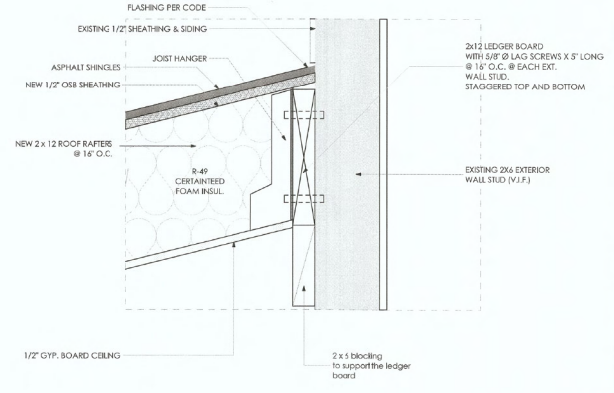 FLASHING PER CODE
EXISTING 1/2" SHEATHING & SIDING
ASPHALT SHINGLES
JOIST HANGER
NEW 1/2" OSB SHEATHNG
2x12 LEDGER BOARD
WITH 5/8" Ø LAG SCREWS X 5" LONG
@ 16" O.C. @ EACH EXT.
WALL STUD.
STAGGERED TOP AND BOTTOM
NEW 2 x 12 ROOF RAFTERS
@ 16" O.C.
R-49
CERTAINTEED
FOAM INSUL.
EXISTING 2X6 EXTERIOR
WALL STUD (V.I.F.)
1/2" GYP. BOARD CEILNG
2 x 6 blocking
to support the ledger
board